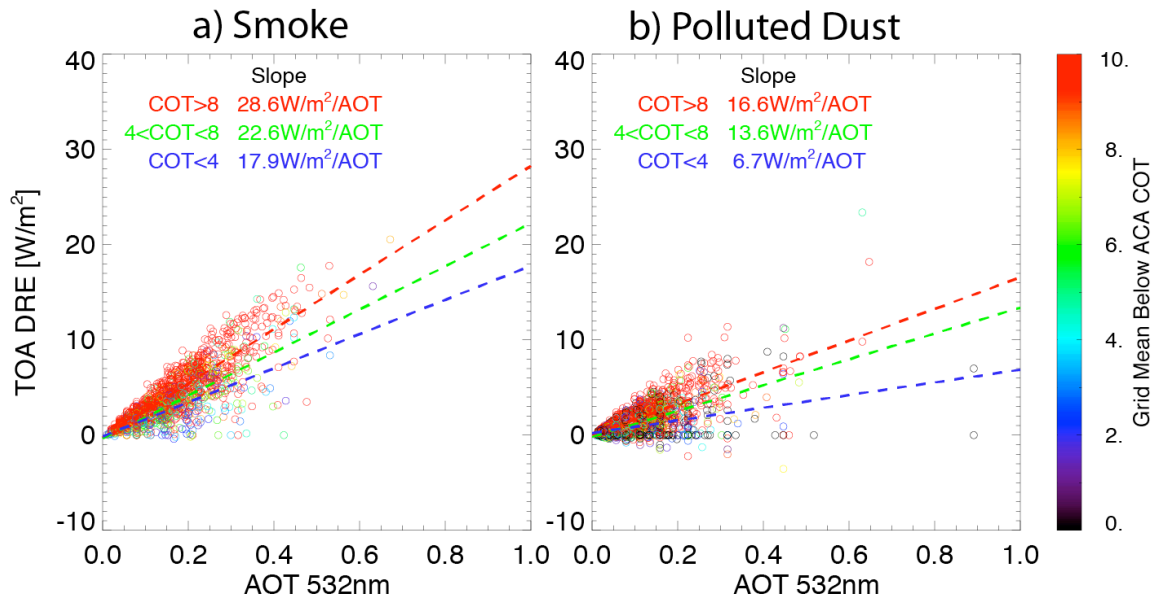 a) Smoke
b) Polluted Dust
TOA DRE [W/m²]
40
30
20
10
0
-10
Slope
COT>8 28.6W/m²/AOT
4<COT<8 22.6W/m²/AOT
COT<4 17.9W/m²/AOT
0.0 0.2 0.4 0.6 0.8 1.0
AOT 532nm
40
30
20
10
0
-10
Slope
COT>8 16.6W/m²/AOT
4<COT<8 13.6W/m²/AOT
COT<4 6.7W/m²/AOT
0.0 0.2 0.4 0.6 0.8 1.0
AOT 532nm
10.
8.
6.
4.
2.
0.
Grid Mean Below ACA COT